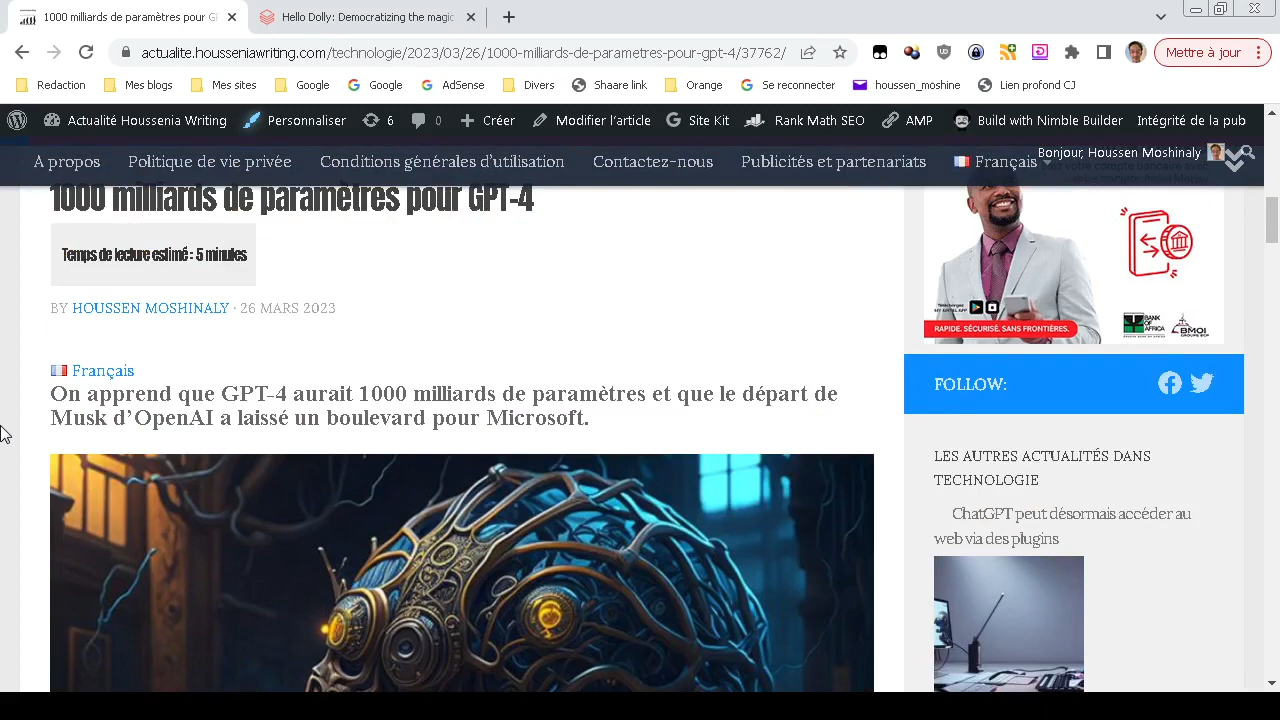 1000 milliards de paramètres pour G
Hello Dolly: Democratizing the magic
actualite.housseniawriting.com/technologie/2023/03/26/1000-milliards-de-parametres-pour-gpt-4/27762/
Mettre à jour
Redaction
Mes blogs
Mes sites
Google
Google
AdSense
Divers
Shaare link
Orange
Se reconnecter
houssen_moshine
Lien profond CJ
Actualité Houssenia Writing
Personnaliser
6
0
Créer
Modifier l'article
Site Kit
Rank Math SEO
AMP
Build with Nimble Builder
Intégrité de la pub
Bonjour, Houssen Moshinaly
A propos
Politique de vie privée
Conditions générales d'utilisation
Contactez-nous
Publicités et partenariats
Français
1000 milliards de paramètres pour GPT-4
Temps de lecture estimé : 5 minutes
BY HOUSSEN MOSHINALY · 26 MARS 2023
Français
On apprend que GPT-4 aurait 1000 milliards de paramètres et que le départ de
Musk d'OpenAI a laissé un boulevard pour Microsoft.
RAPIDE. SÉCURISÉ. SANS FRONTIÈRES.
BANK
OF
AFRICA
BMOI
FOLLOW:
LES AUTRES ACTUALITÉS DANS
TECHNOLOGIE
ChatGPT peut désormais accéder au
web via des plugins